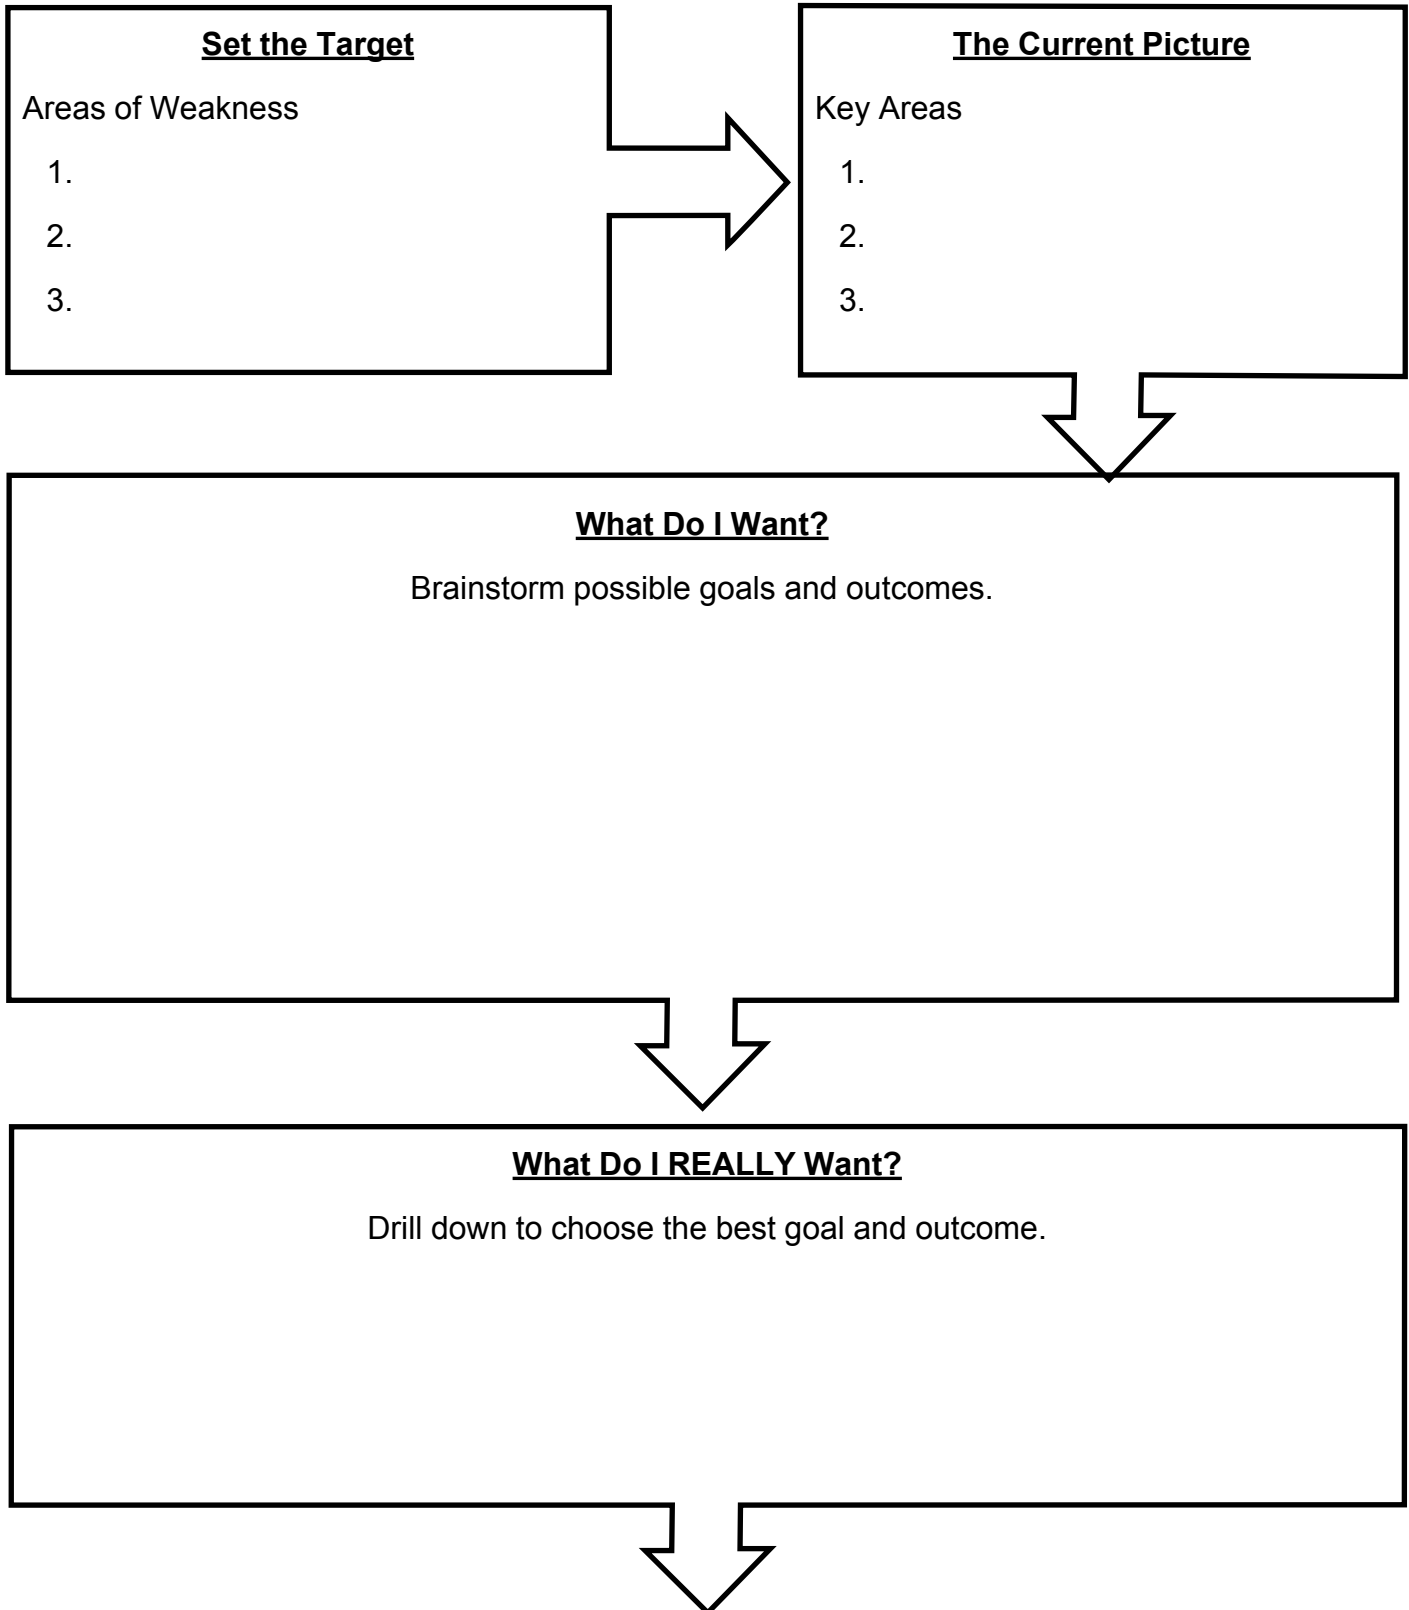 Set the Target
Areas of Weakness
1.
2.
3.
The Current Picture
Key Areas
1.
2.
3.
What Do I Want?
Brainstorm possible goals and outcomes.
What Do I REALLY Want?
Drill down to choose the best goal and outcome.